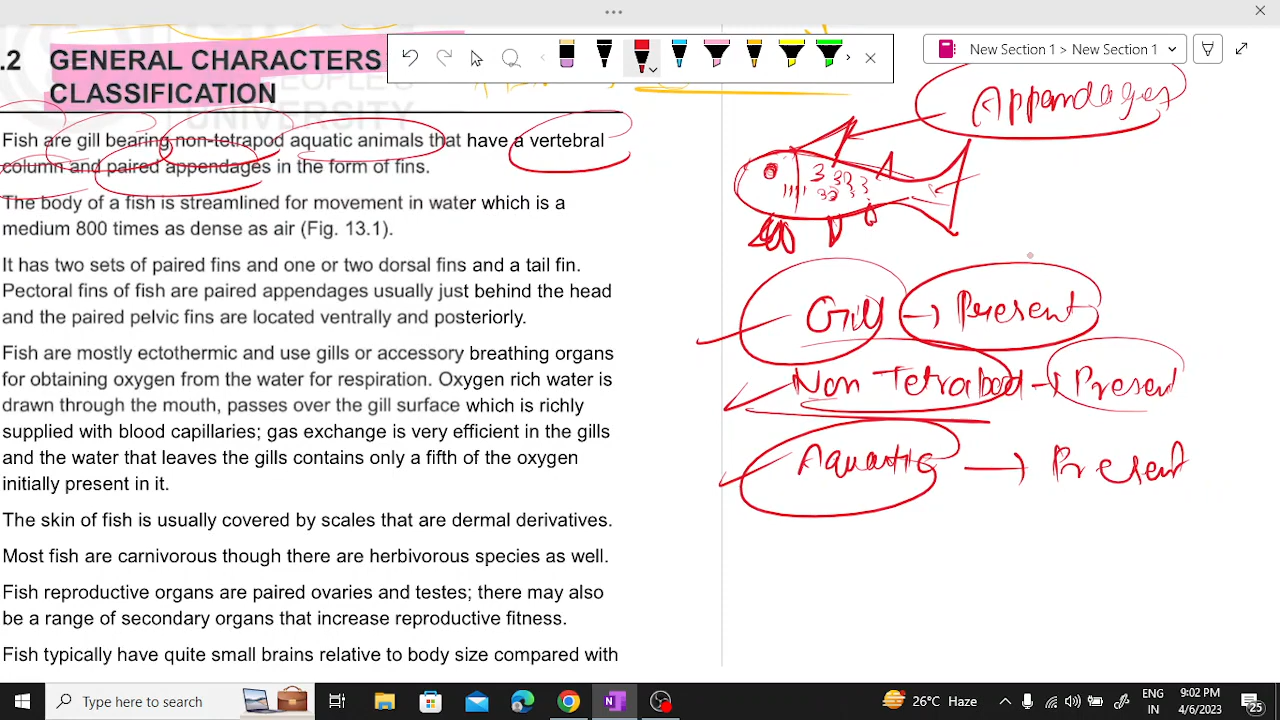 New Section 1 > New Section 1
.2 GENERAL CHARACTERS
CLASSIFICATION
PEOPLE'S
UNIVERSITY
Appendages
Fish are gill bearing non-tetrapod aquatic animals that have a vertebral
column and paired appendages in the form of fins.
The body of a fish is streamlined for movement in water which is a
medium 800 times as dense as air (Fig. 13.1).
It has two sets of paired fins and one or two dorsal fins and a tail fin.
Pectoral fins of fish are paired appendages usually just behind the head
and the paired pelvic fins are located ventrally and posteriorly.
Fish are mostly ectothermic and use gills or accessory breathing organs
for obtaining oxygen from the water for respiration. Oxygen rich water is
drawn through the mouth, passes over the gill surface which is richly
supplied with blood capillaries; gas exchange is very efficient in the gills
and the water that leaves the gills contains only a fifth of the oxygen
initially present in it.
The skin of fish is usually covered by scales that are dermal derivatives.
Most fish are carnivorous though there are herbivorous species as well.
Fish reproductive organs are paired ovaries and testes; there may also
be a range of secondary organs that increase reproductive fitness.
Fish typically have quite small brains relative to body size compared with
Gill → Present
Non Tetrapod → Present
Aquatic → Present
Type here to search
26°C Haze
ENG
IN
9:02 PM
4/6/2023
25